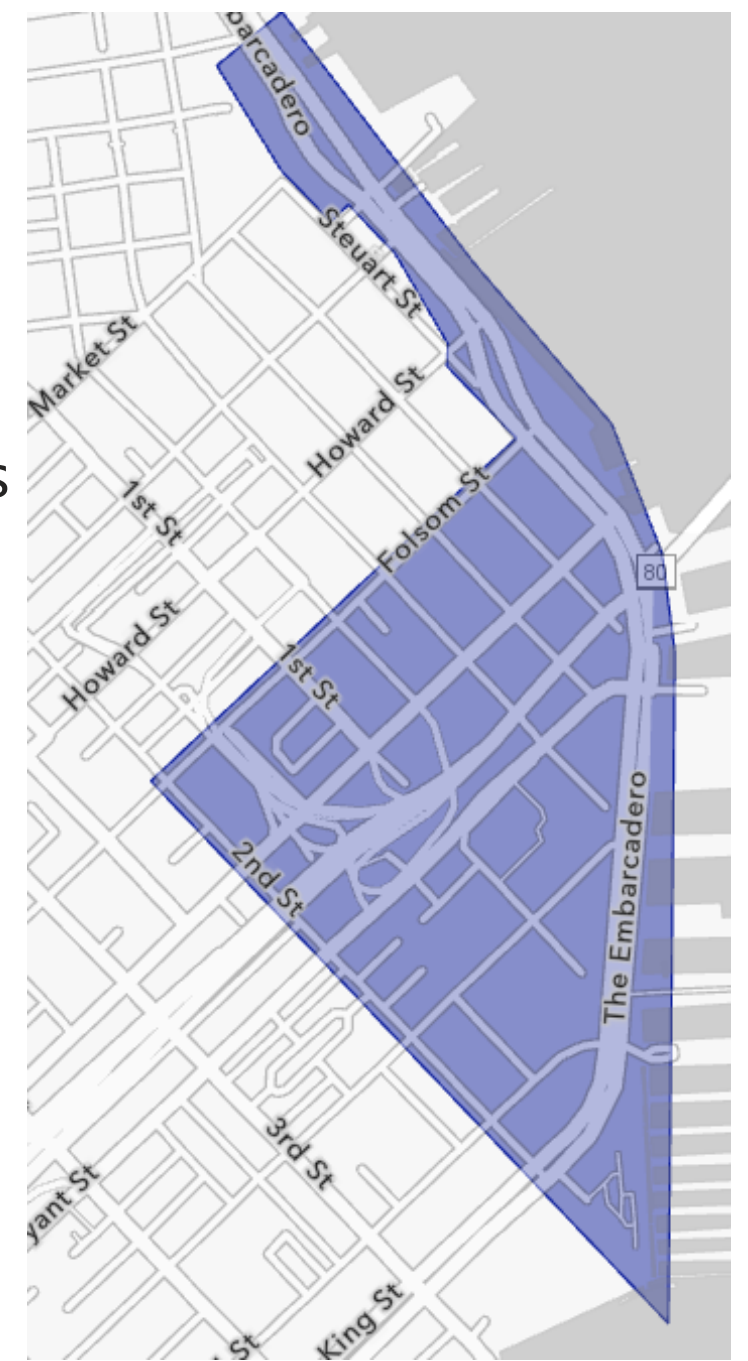 barcadero
Steuart St
Market St
Howard St
s
1st St
Folsom St
80
Howard St
1st St
2nd St
The Embarcadero
3rd St
yant St
King St
St